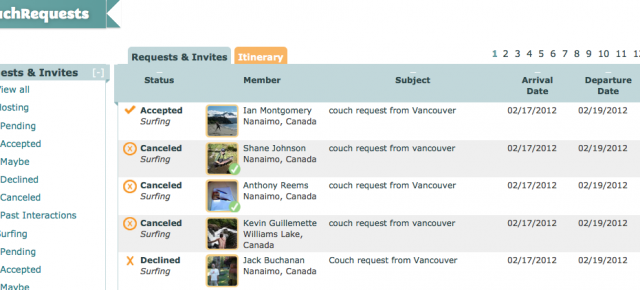 uchRequests
ests & Invites [-]
View all
osting
Pending
Accepted
Maybe
Declined
Canceled
Past Interactions
urfing
Pending
Accepted
Maybe
Requests & Invites Itinerary
1 2 3 4 5 6 7 8 9 10 11 12
Status Member Subject Arrival Date Departure Date
Accepted Ian Montgomery couch request from Vancouver 02/17/2012 02/19/2012
Surfing Nanaimo, Canada
Canceled Shane Johnson couch request from Vancouver 02/17/2012 02/19/2012
Surfing Nanaimo, Canada
Canceled Anthony Reems couch request from Vancouver 02/17/2012 02/19/2012
Surfing Nanaimo, Canada
Canceled Kevin Guillemette couch request from Vancouver 02/17/2012 02/19/2012
Surfing Williams Lake,
Canada
Declined Jack Buchanan Couch request from Vancouver 02/17/2012 02/19/2012
Surfing Nanaimo, Canada